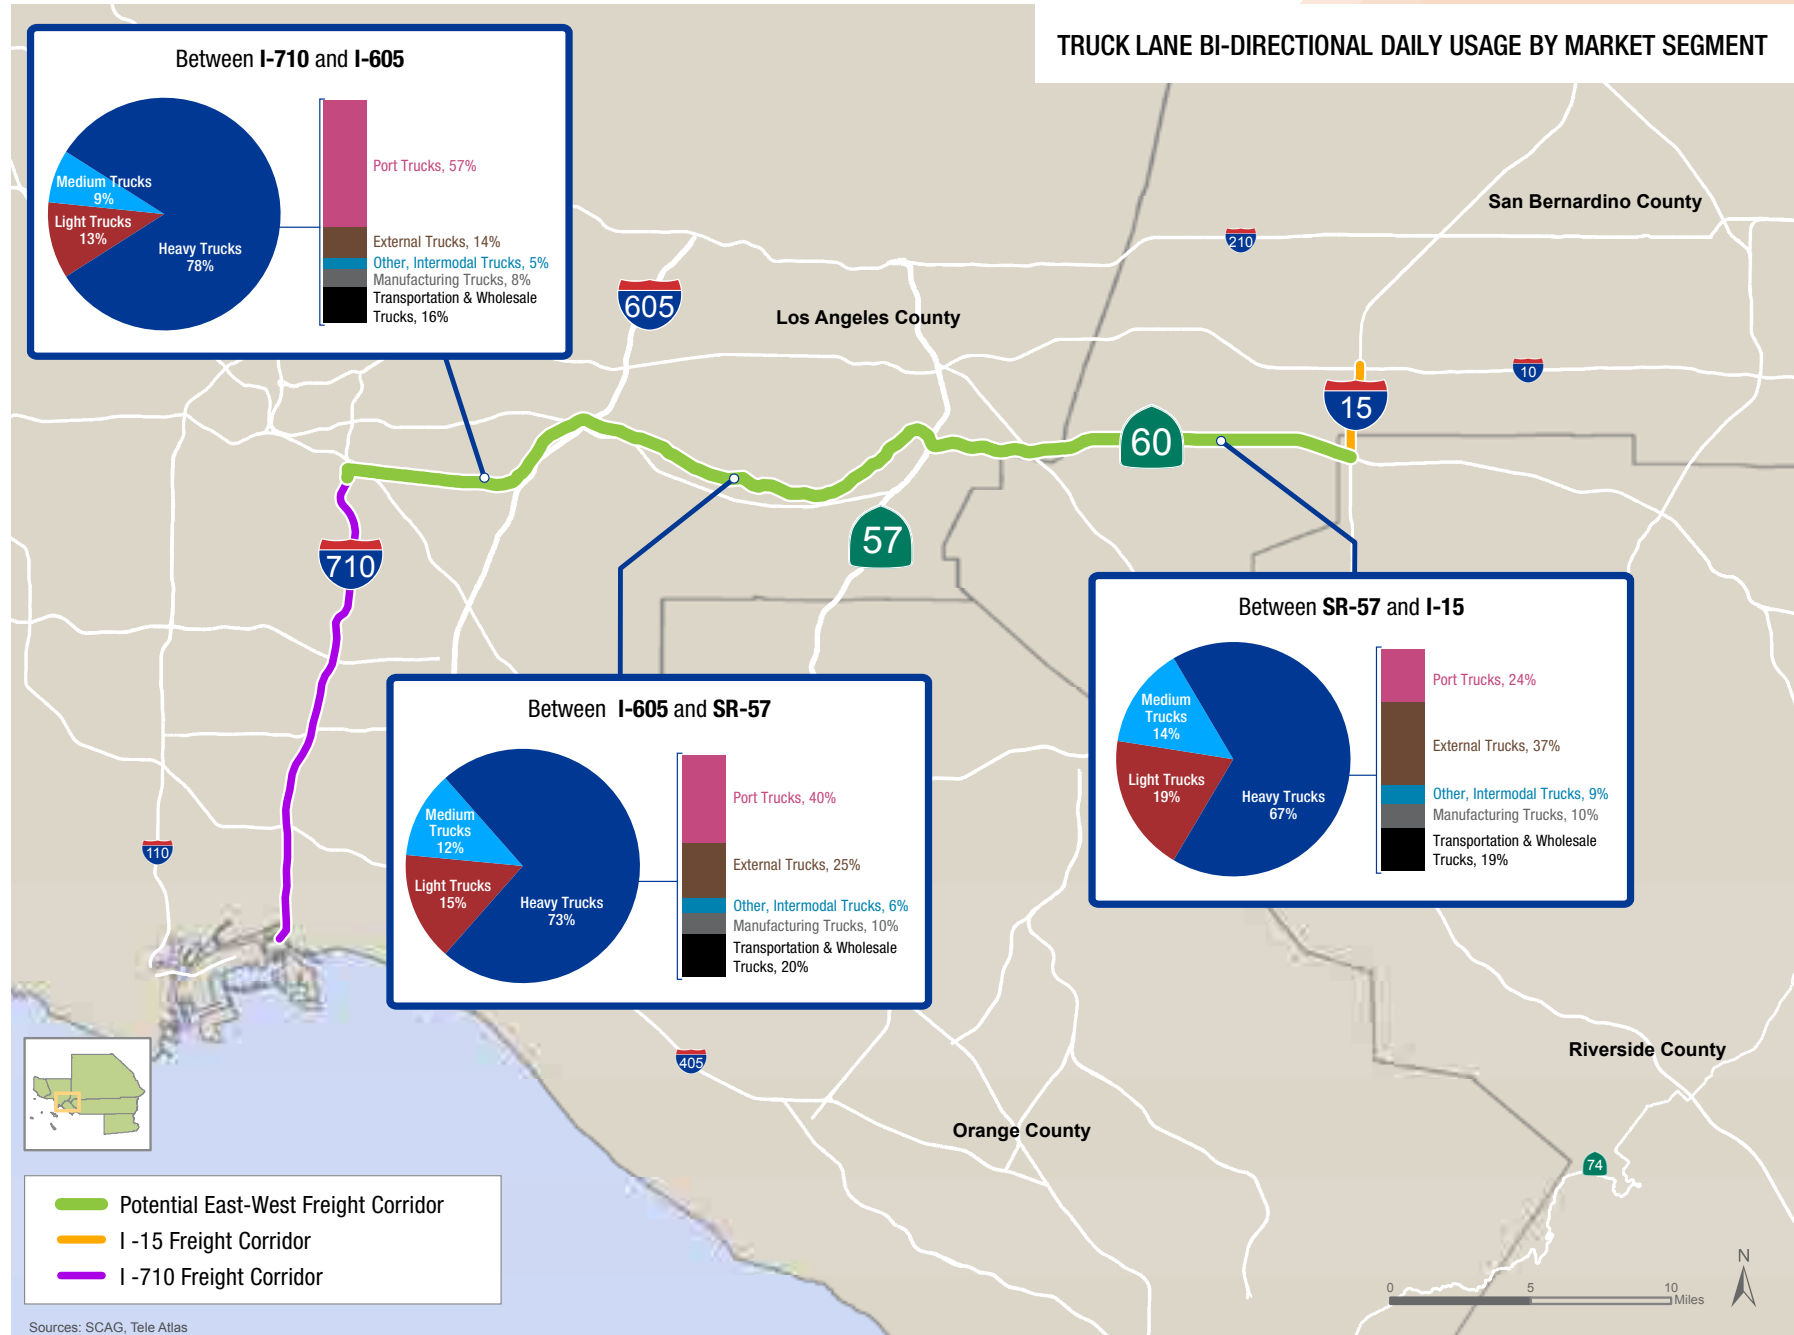 TRUCK LANE BI-DIRECTIONAL DAILY USAGE BY MARKET SEGMENT
Between I-710 and I-605
Medium Trucks
9%
Light Trucks
13%
Heavy Trucks
78%
Port Trucks, 57%
External Trucks, 14%
Other, Intermodal Trucks, 5%
Manufacturing Trucks, 8%
Transportation & Wholesale
Trucks, 16%
San Bernardino County
210
605
Los Angeles County
10
15
60
57
710
Between SR-57 and I-15
Medium
Trucks
14%
Light Trucks
19%
Heavy Trucks
67%
Port Trucks, 24%
External Trucks, 37%
Other, Intermodal Trucks, 9%
Manufacturing Trucks, 10%
Transportation & Wholesale
Trucks, 19%
Between I-605 and SR-57
Medium
Trucks
12%
Light Trucks
15%
Heavy Trucks
73%
Port Trucks, 40%
External Trucks, 25%
Other, Intermodal Trucks, 6%
Manufacturing Trucks, 10%
Transportation & Wholesale
Trucks, 20%
110
405
Riverside County
Orange County
74
Potential East-West Freight Corridor
I -15 Freight Corridor
I -710 Freight Corridor
N
0 5 10
Miles
Sources: SCAG, Tele Atlas